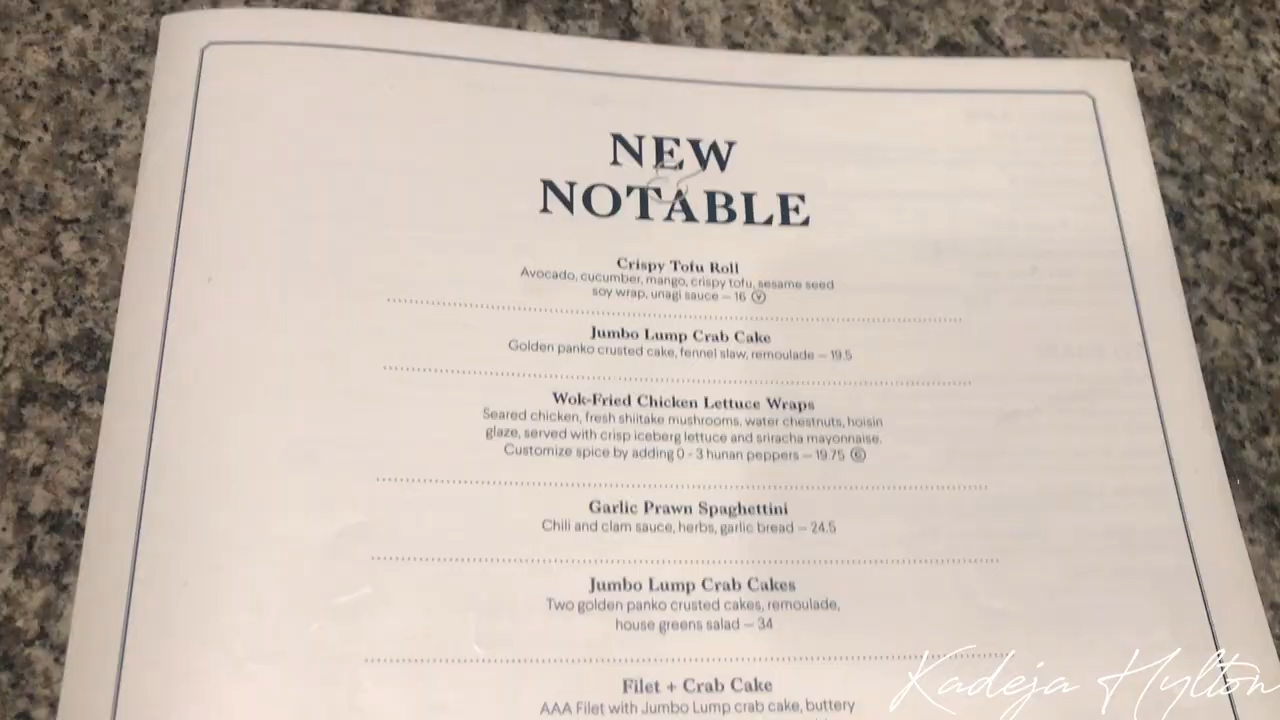 NEW
&
NOTABLE
Crispy Tofu Roll
Avocado, cucumber, mango, crispy tofu, sesame seed
soy wrap, unagi sauce — 16 Ⓥ
Jumbo Lump Crab Cake
Golden panko crusted cake, fennel slaw, remoulade — 19.5
Wok-Fried Chicken Lettuce Wraps
Seared chicken, fresh shiitake mushrooms, water chestnuts, hoisin
glaze, served with crisp iceberg lettuce and sriracha mayonnaise.
Customize spice by adding 0 - 3 hunan peppers — 19.75
Garlic Prawn Spaghettini
Chili and clam sauce, herbs, garlic bread — 24.5
Jumbo Lump Crab Cakes
Two golden panko crusted cakes, remoulade,
house greens salad — 34
Filet + Crab Cake
AAA Filet with Jumbo Lump crab cake, buttery
Kadeja Hylton